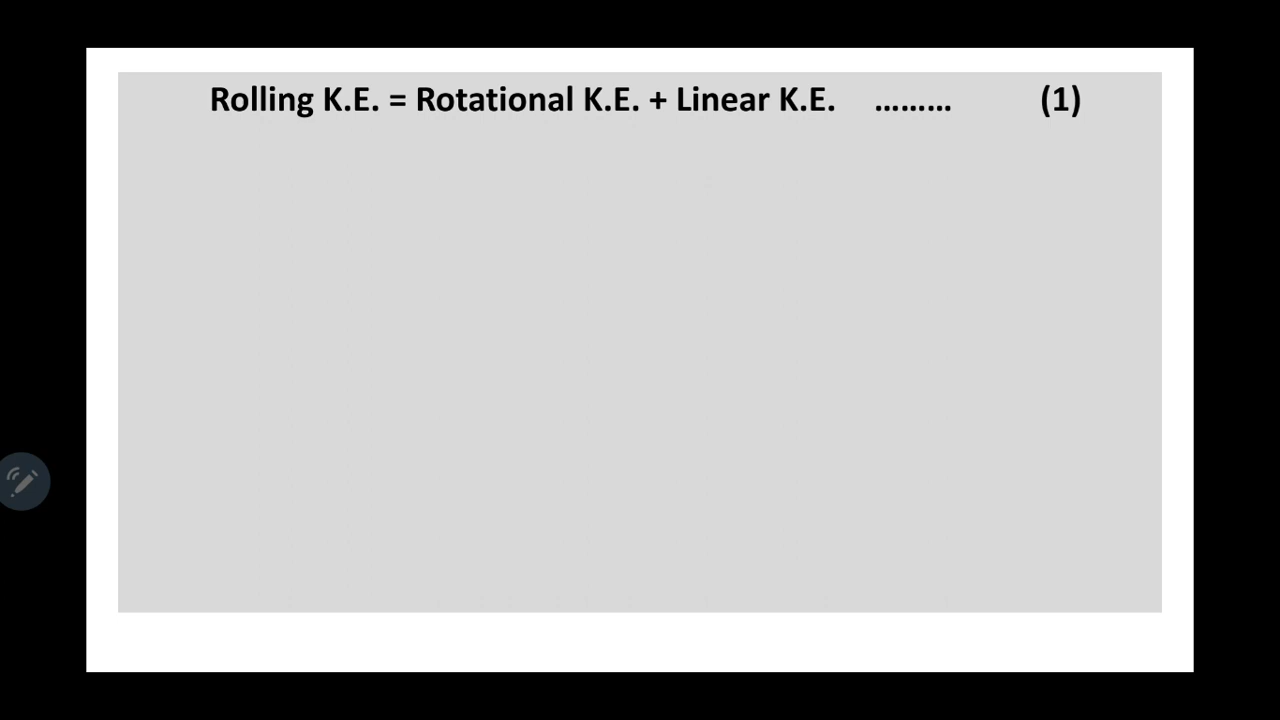 Rolling K.E. = Rotational K.E. + Linear K.E. ……… (1)